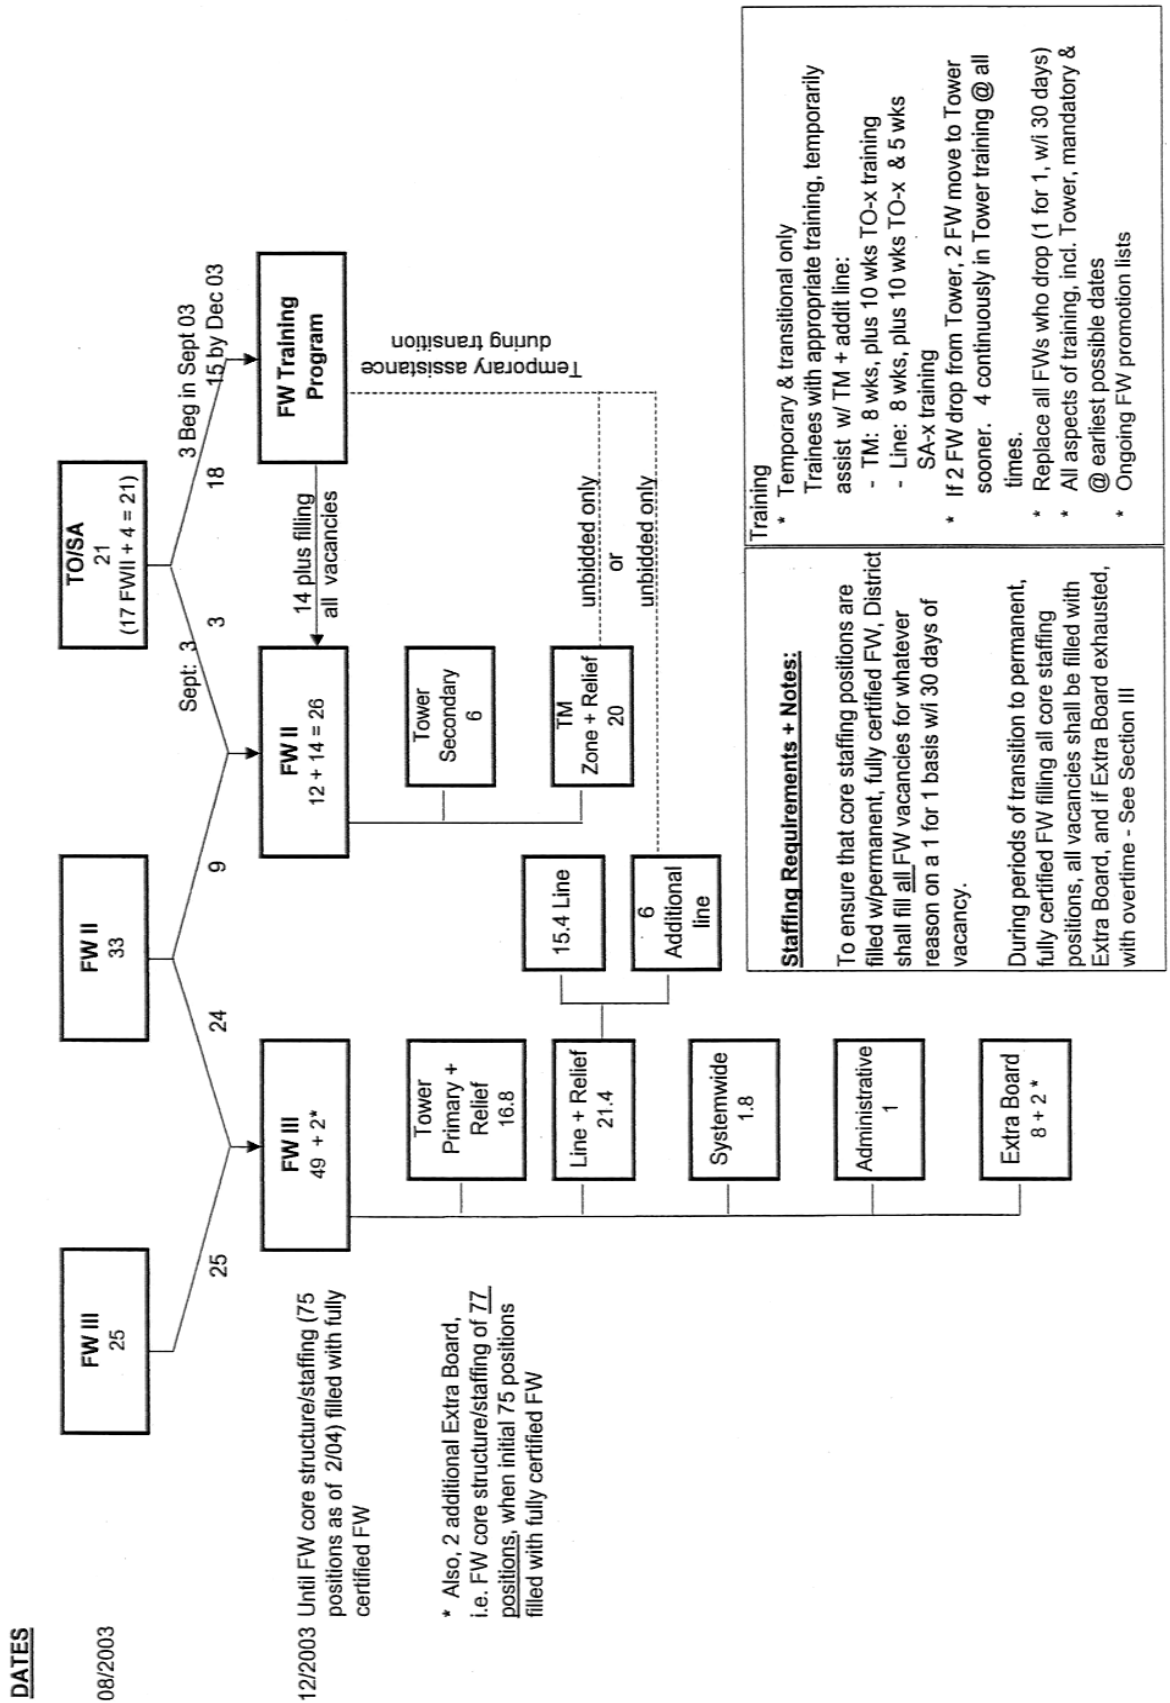 DATES
08/2003
FW III
25
FW II
33
TO/SA
21
(17 FWII + 4 = 21)
25
24
9
Sept: 3
3
18
3 Beg in Sept 03
15 by Dec 03
12/2003 Until FW core structure/staffing (75
positions as of 2/04) filled with fully
certified FW
FW III
49 + 2*
FW II
12 + 14 = 26
14 plus filling
all vacancies
FW Training
Program
Temporary assistance
during transition
* Also, 2 additional Extra Board,
i.e. FW core structure/staffing of 77
positions, when initial 75 positions
filled with fully certified FW
Tower
Primary +
Relief
16.8
Line + Relief
21.4
Systemwide
1.8
Administrative
1
Extra Board
8 + 2 *
15.4 Line
6
Additional
line
Tower
Secondary
6
TM
Zone + Relief
20
unbidded only
or
unbidded only
Staffing Requirements + Notes:
To ensure that core staffing positions are
filled w/permanent, fully certified FW, District
shall fill all FW vacancies for whatever
reason on a 1 for 1 basis w/i 30 days of
vacancy.
During periods of transition to permanent,
fully certified FW filling all core staffing
positions, all vacancies shall be filled with
Extra Board, and if Extra Board exhausted,
with overtime - See Section III
Training
* Temporary & transitional only
Trainees with appropriate training, temporarily
assist w/ TM + addit line:
- TM: 8 wks, plus 10 wks TO-x training
- Line: 8 wks, plus 10 wks TO-x & 5 wks
SA-x training
* If 2 FW drop from Tower, 2 FW move to Tower
sooner. 4 continuously in Tower training @ all
times.
* Replace all FWs who drop (1 for 1, w/i 30 days)
* All aspects of training, incl. Tower, mandatory &
@ earliest possible dates
* Ongoing FW promotion lists